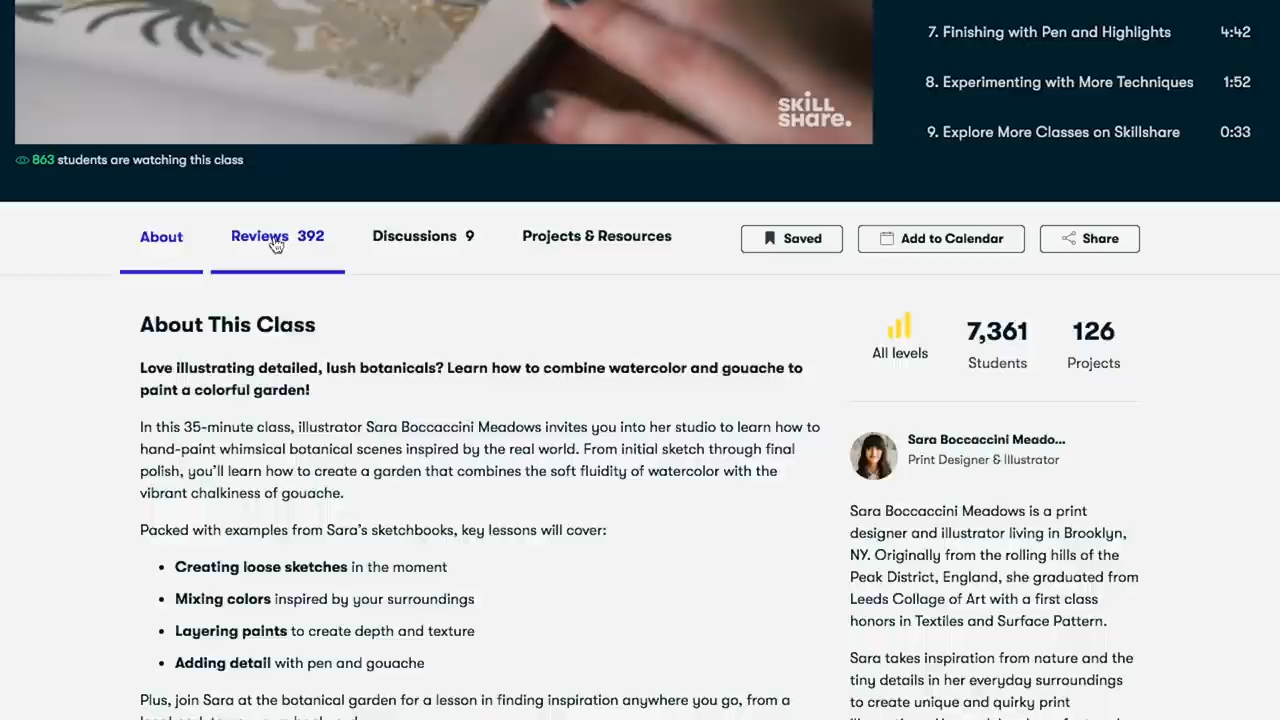 7. Finishing with Pen and Highlights 4:42
8. Experimenting with More Techniques 1:52
SKILL
SHARE.
9. Explore More Classes on Skillshare 0:33
863 students are watching this class
About Reviews 392 Discussions 9 Projects & Resources Saved Add to Calendar Share
About This Class
Love illustrating detailed, lush botanicals? Learn how to combine watercolor and gouache to
paint a colorful garden!
In this 35-minute class, illustrator Sara Boccaccini Meadows invites you into her studio to learn how to
hand-paint whimsical botanical scenes inspired by the real world. From initial sketch through final
polish, you'll learn how to create a garden that combines the soft fluidity of watercolor with the
vibrant chalkiness of gouache.
Packed with examples from Sara's sketchbooks, key lessons will cover:
• Creating loose sketches in the moment
• Mixing colors inspired by your surroundings
• Layering paints to create depth and texture
• Adding detail with pen and gouache
Plus, join Sara at the botanical garden for a lesson in finding inspiration anywhere you go, from a
7,361 126
All levels Students Projects
Sara Boccaccini Meado...
Print Designer & Illustrator
Sara Boccaccini Meadows is a print
designer and illustrator living in Brooklyn,
NY. Originally from the rolling hills of the
Peak District, England, she graduated from
Leeds Collage of Art with a first class
honors in Textiles and Surface Pattern.
Sara takes inspiration from nature and the
tiny details in her everyday surroundings
to create unique and quirky print